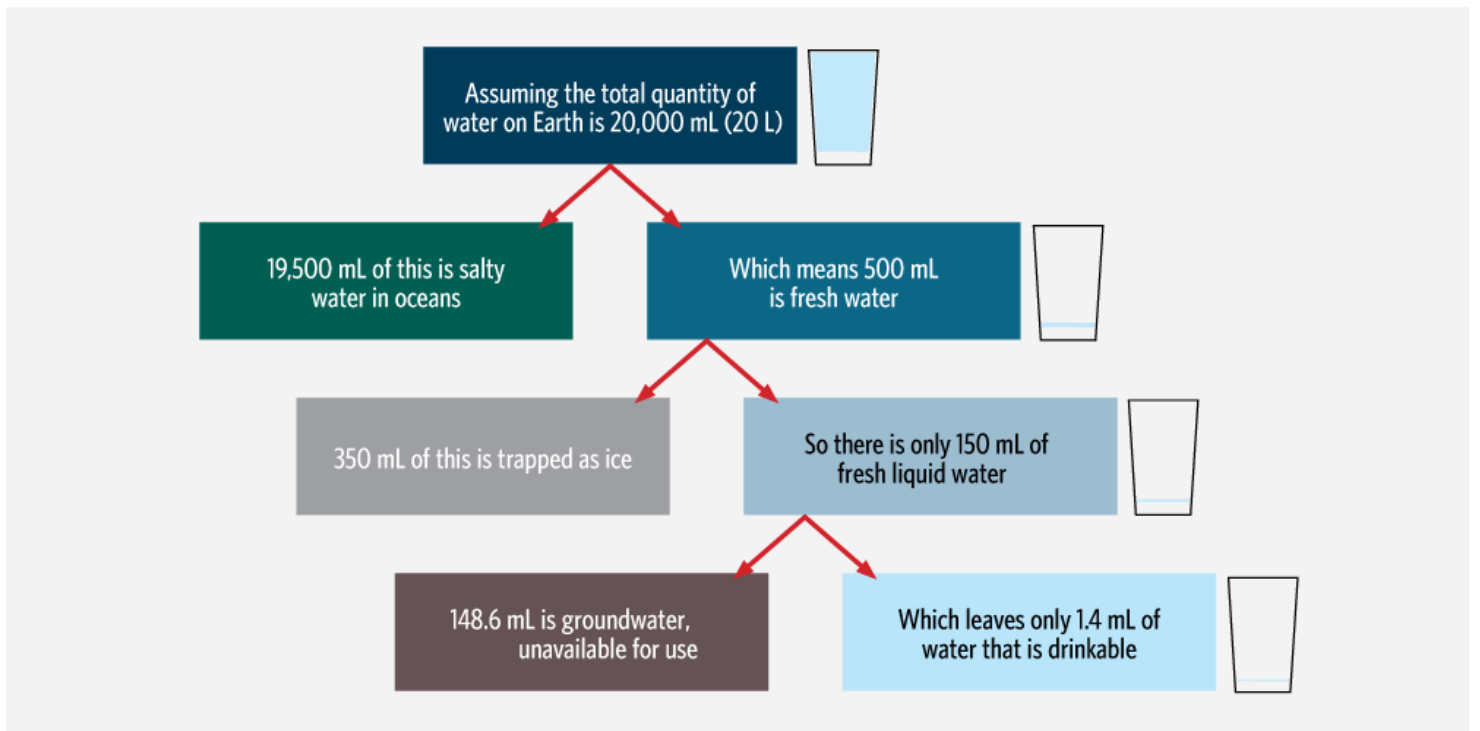 Assuming the total quantity of
water on Earth is 20,000 mL (20 L)
19,500 mL of this is salty
water in oceans
Which means 500 mL
is fresh water
350 mL of this is trapped as ice
So there is only 150 mL of
fresh liquid water
148.6 mL is groundwater,
unavailable for use
Which leaves only 1.4 mL of
water that is drinkable